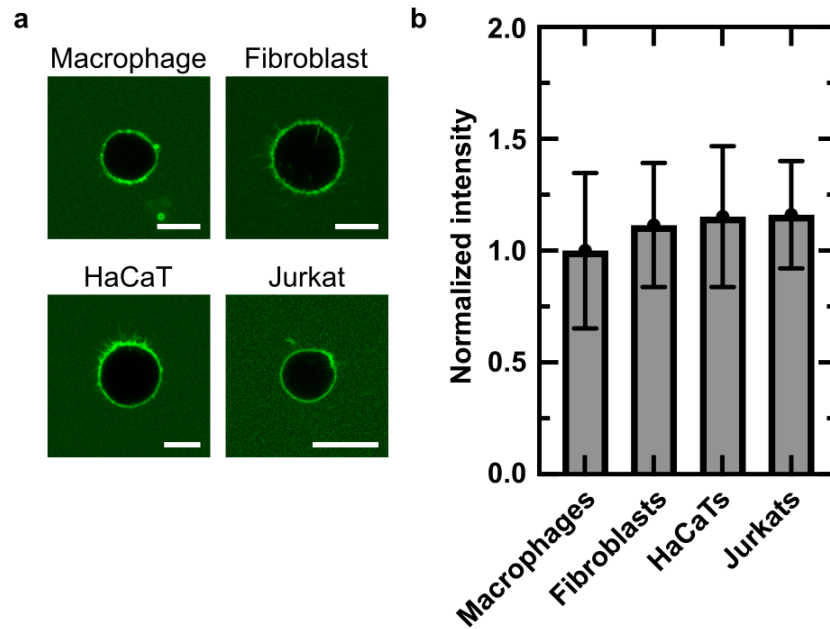 a
Macrophage
Fibroblast
HaCaT
Jurkat
b
Normalized intensity
2.0
1.5
1.0
0.5
0.0
Macrophages
Fibroblasts
HaCaTs
Jurkats